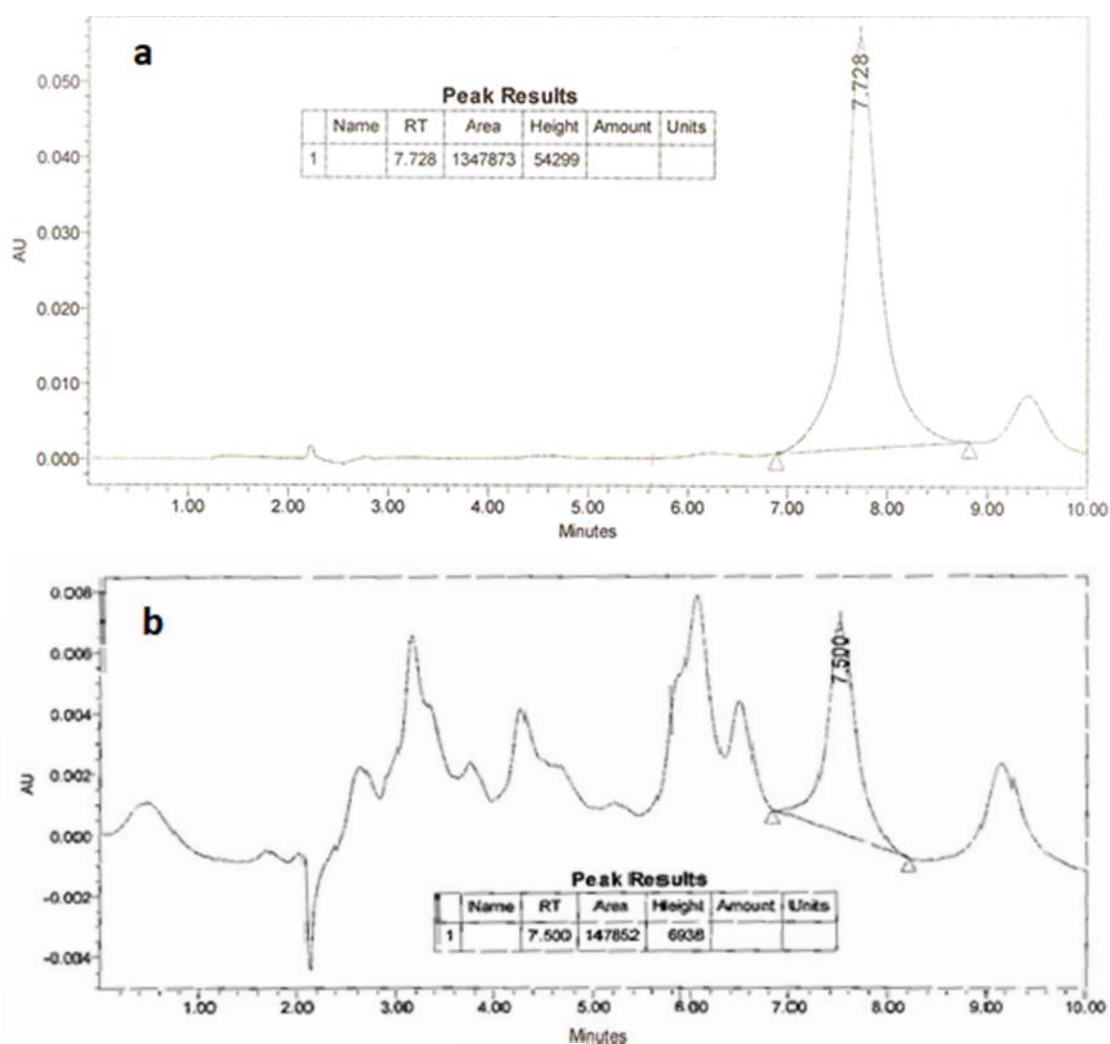 a
7.728
0.050
0.040
0.030
0.020
0.010
0.000
AU
Peak Results
Name RT Area Height Amount Units
1 7.728 1347873 54299
1.00 2.00 3.00 4.00 5.00 6.00 7.00 8.00 9.00 10.00
Minutes
b
7.500
0.008
0.006
0.004
0.002
0.000
-0.002
-0.004
AU
Peak Results
Name RT Area Height Amount Units
1 7.500 147852 6938
1.00 2.00 3.00 4.00 5.00 6.00 7.00 8.00 9.00 10.00
Minutes